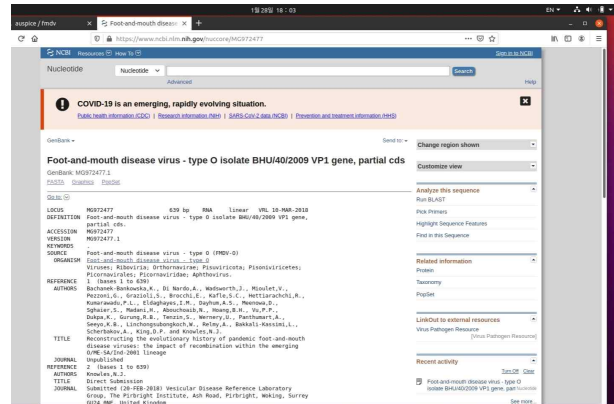 1월 28일 18 : 03
EN
auspice / fmdv
Foot-and-mouth disease
https://www.ncbi.nlm.nih.gov/nuccore/MG972477
NCBI Resources How To
Sign in to NCBI
Nucleotide
Nucleotide
Search
Advanced
Help
COVID-19 is an emerging, rapidly evolving situation.
Public health information (CDC) | Research information (NIH) | SARS-CoV-2 data (NCBI) | Prevention and treatment information (HHS)
GenBank
Send to:
Foot-and-mouth disease virus - type O isolate BHU/40/2009 VP1 gene, partial cds
GenBank: MG972477.1
FASTA Graphics PopSet
Go to:
LOCUS MG972477 639 bp RNA linear VRL 10-MAR-2018
DEFINITION Foot-and-mouth disease virus - type O isolate BHU/40/2009 VP1 gene,
partial cds.
ACCESSION MG972477
VERSION MG972477.1
KEYWORDS .
SOURCE Foot-and-mouth disease virus - type O (FMDV-O)
ORGANISM Foot-and-mouth disease virus - type O
Viruses; Riboviria; Orthornavirae; Pisuviricota; Pisoniviricetes;
Picornavirales; Picornaviridae; Aphthovirus.
REFERENCE 1 (bases 1 to 639)
AUTHORS Bachanek-Bankowska,K., Di Nardo,A., Wadsworth,J., Mioulet,V.,
Pezzoni,G., Grazioli,S., Brocchi,E., Kafle,S.C., Hettiarachchi,R.,
Kumarawadu,P.L., Eldaghayes,I.M., Dayhum,A.S., Meenowa,D.,
Sghaier,S., Madani,H., Abouchoaib,N., Hoang,B.H., Vu,P.P.,
Dukpa,K., Gurung,R.B., Tenzin,S., Wernery,U., Panthumart,A.,
Seeyo,K.B., Linchongsubongkoch,W., Relmy,A., Bakkali-Kassimi,L.,
Scherbakov,A., King,D.P. and Knowles,N.J.
TITLE Reconstructing the evolutionary history of pandemic foot-and-mouth
disease viruses: the impact of recombination within the emerging
O/ME-SA/Ind-2001 lineage
JOURNAL Unpublished
REFERENCE 2 (bases 1 to 639)
AUTHORS Knowles,N.J.
TITLE Direct Submission
JOURNAL Submitted (20-FEB-2018) Vesicular Disease Reference Laboratory
Group, The Pirbright Institute, Ash Road, Pirbright, Woking, Surrey
GU24 0NF, United Kingdom
Change region shown
Customize view
Analyze this sequence
Run BLAST
Pick Primers
Highlight Sequence Features
Find in this Sequence
Related information
Protein
Taxonomy
PopSet
LinkOut to external resources
Virus Pathogen Resource
[Virus Pathogen Resource]
Recent activity
Turn Off Clear
Foot-and-mouth disease virus - type O
isolate BHU/40/2009 VP1 gene, part Nucleotide
See more...